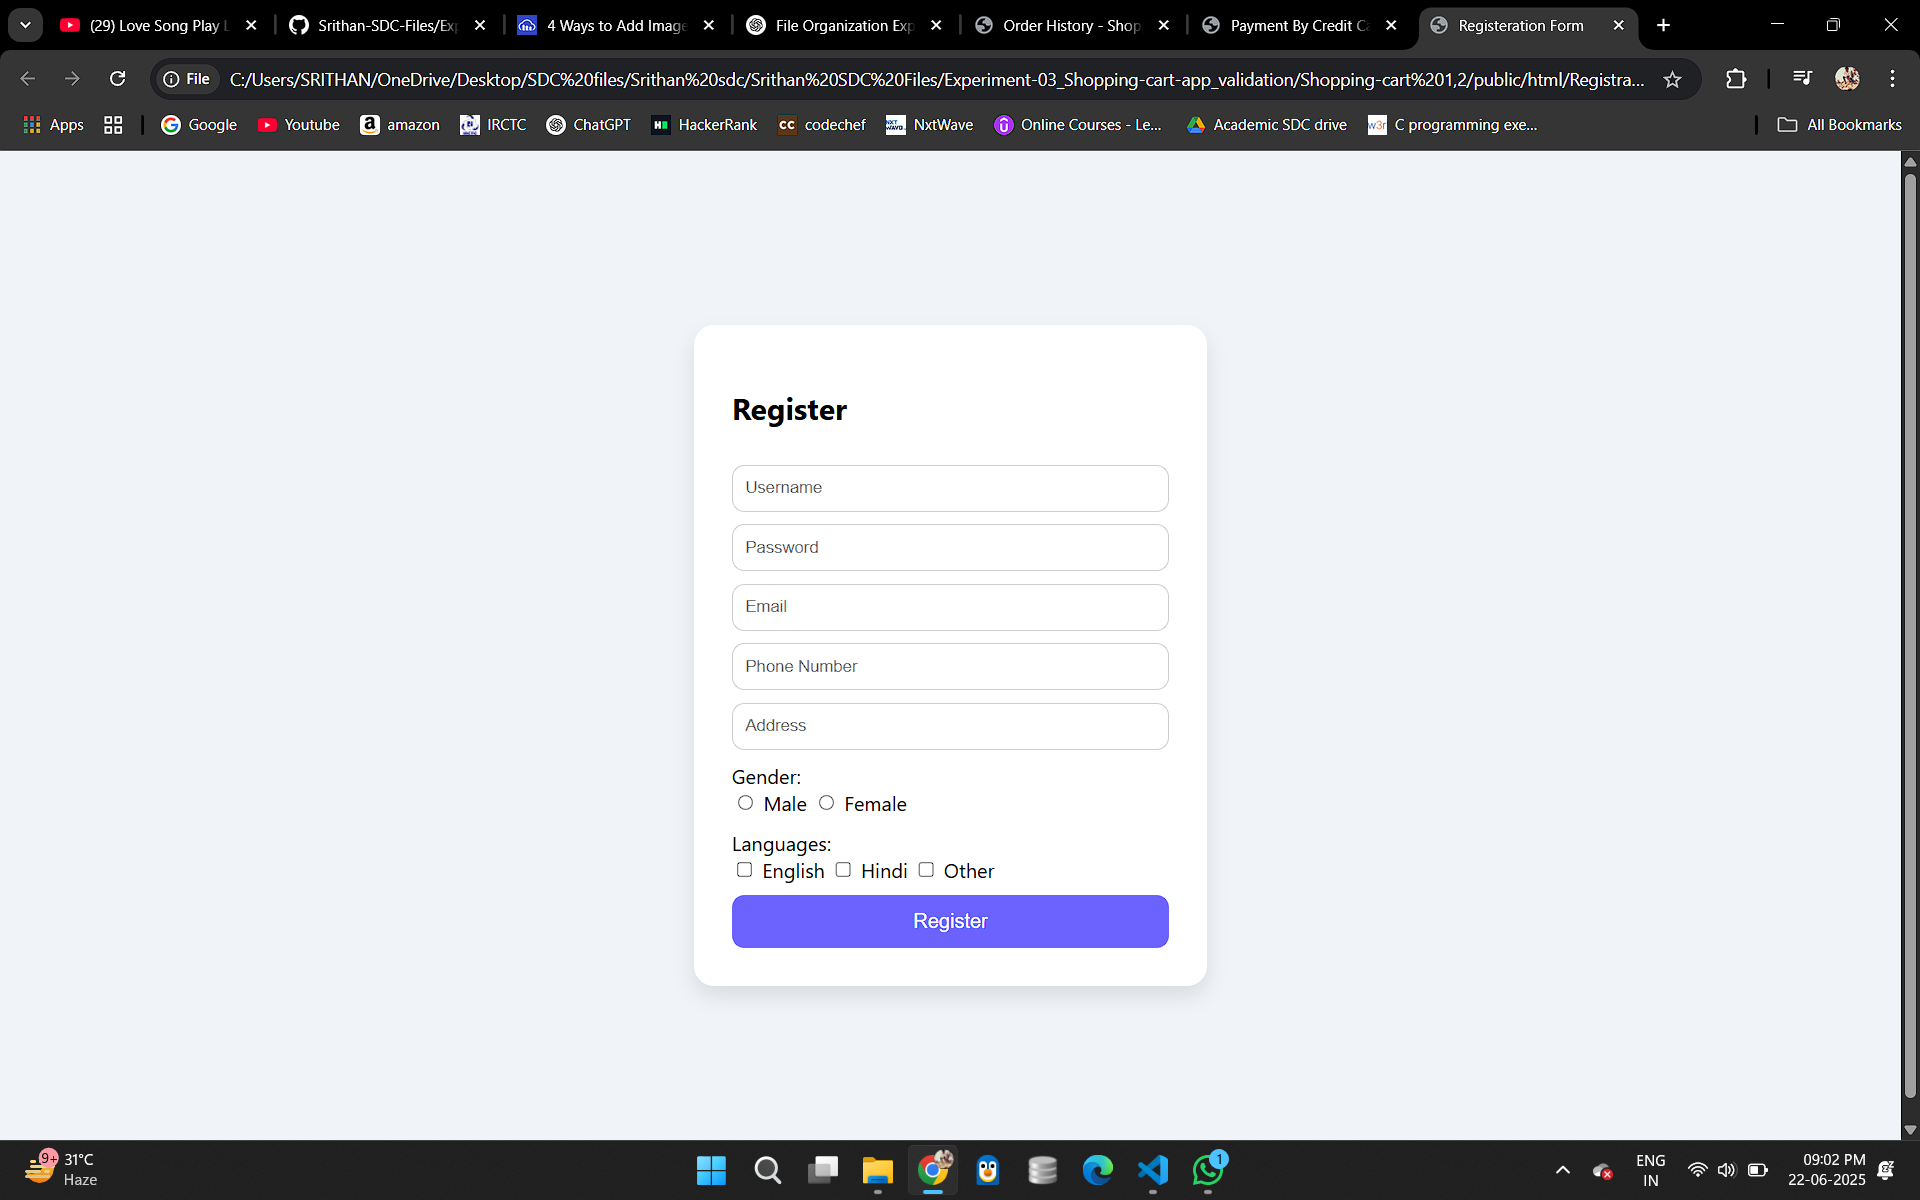 (29) Love Song Play
Srithan-SDC-Files/Ex
4 Ways to Add Image
File Organization Exp
Order History - Shop
Payment By Credit Ca
Registeration Form
File
C:/Users/SRITHAN/OneDrive/Desktop/SDC%20files/Srithan%20sdc/Srithan%20SDC%20Files/Experiment-03_Shopping-cart-app_validation/Shopping-cart%201,2/public/html/Registra...
Apps
Google
Youtube
amazon
IRCTC
ChatGPT
HackerRank
codechef
NxtWave
Online Courses - Le...
Academic SDC drive
C programming exe...
All Bookmarks
Register
Username
Password
Email
Phone Number
Address
Gender:
Male Female
Languages:
English Hindi Other
Register
9+
31°C
Haze
1
ENG
IN
09:02 PM
22-06-2025